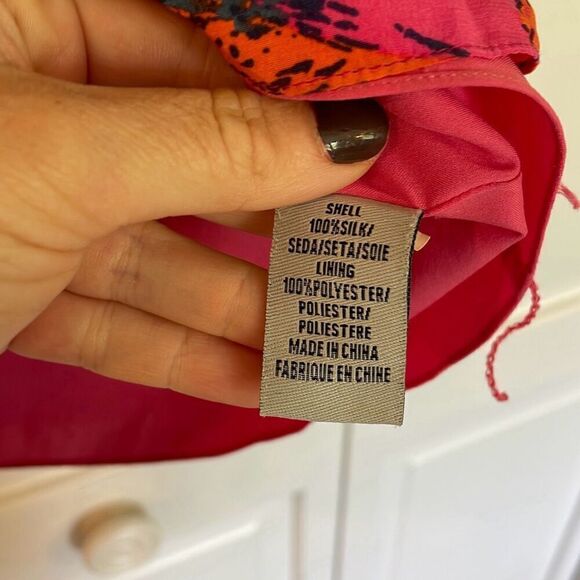 SHELL
100%SILK/
SEDA/SETA/SOIE
LINING
100%POLYESTER/
POLIESTER/
POLIESTERE
MADE IN CHINA
FABRIQUE EN CHINE